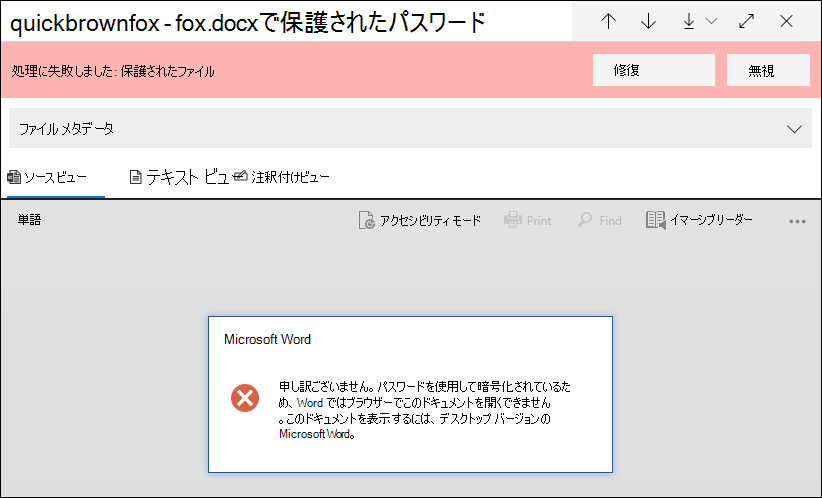 quickbrownfox - fox.docxで保護されたパスワード
処理に失敗しました: 保護されたファイル
修復
無視
ファイル メタデータ
ソース ビュー
テキスト ビュ
注釈付けビュー
単語
アクセシビリティ モード
Print
Find
イマーシブリーダー
Microsoft Word
申し訳ございません。パスワードを使用して暗号化されているた
め、Word ではブラウザーでこのドキュメントを開くできません
。このドキュメントを表示するには、デスクトップ バージョンの
Microsoft Word。